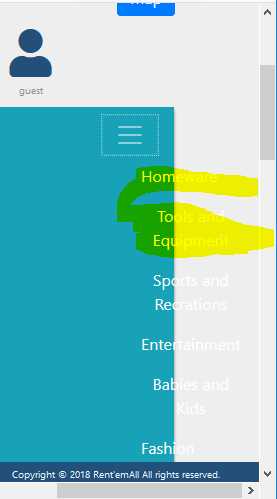 Map
guest
Homeware
Tools and
Equipment
Sports and
Recrations
Entertainment
Babies and
Kids
Fashion
Copyright © 2018 Rent'emAll All rights reserved.